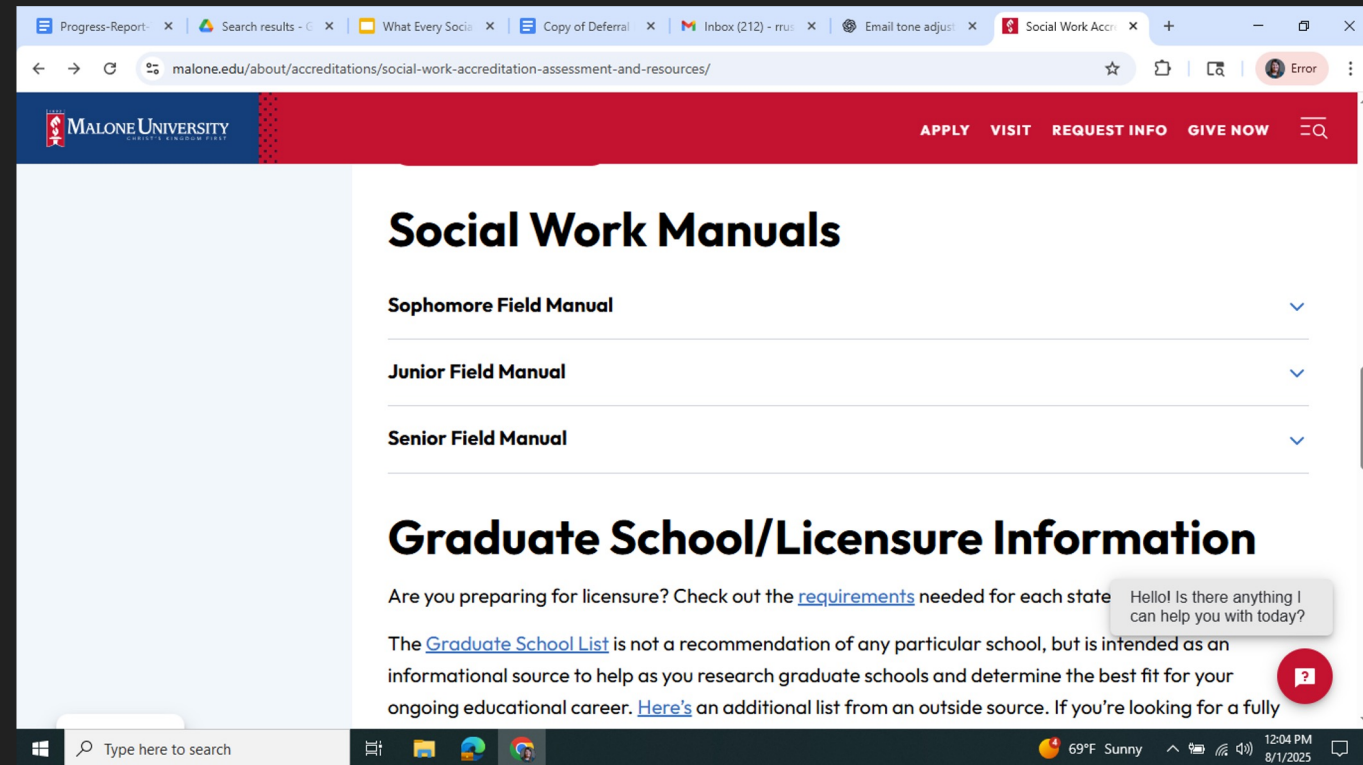 Progress-Report-
Search results - G
What Every Socia
Copy of Deferral
Inbox (212) - rrus
Email tone adjust
Social Work Accr
malone.edu/about/accreditations/social-work-accreditation-assessment-and-resources/
Error
MALONE UNIVERSITY
CHRIST'S KINGDOM FIRST
APPLY VISIT REQUEST INFO GIVE NOW
Social Work Manuals
Sophomore Field Manual
Junior Field Manual
Senior Field Manual
Graduate School/Licensure Information
Are you preparing for licensure? Check out the requirements needed for each state
Hello! Is there anything I
can help you with today?
The Graduate School List is not a recommendation of any particular school, but is intended as an
informational source to help as you research graduate schools and determine the best fit for your
ongoing educational career. Here's an additional list from an outside source. If you're looking for a fully
Type here to search
4
69°F Sunny
12:04 PM
8/1/2025